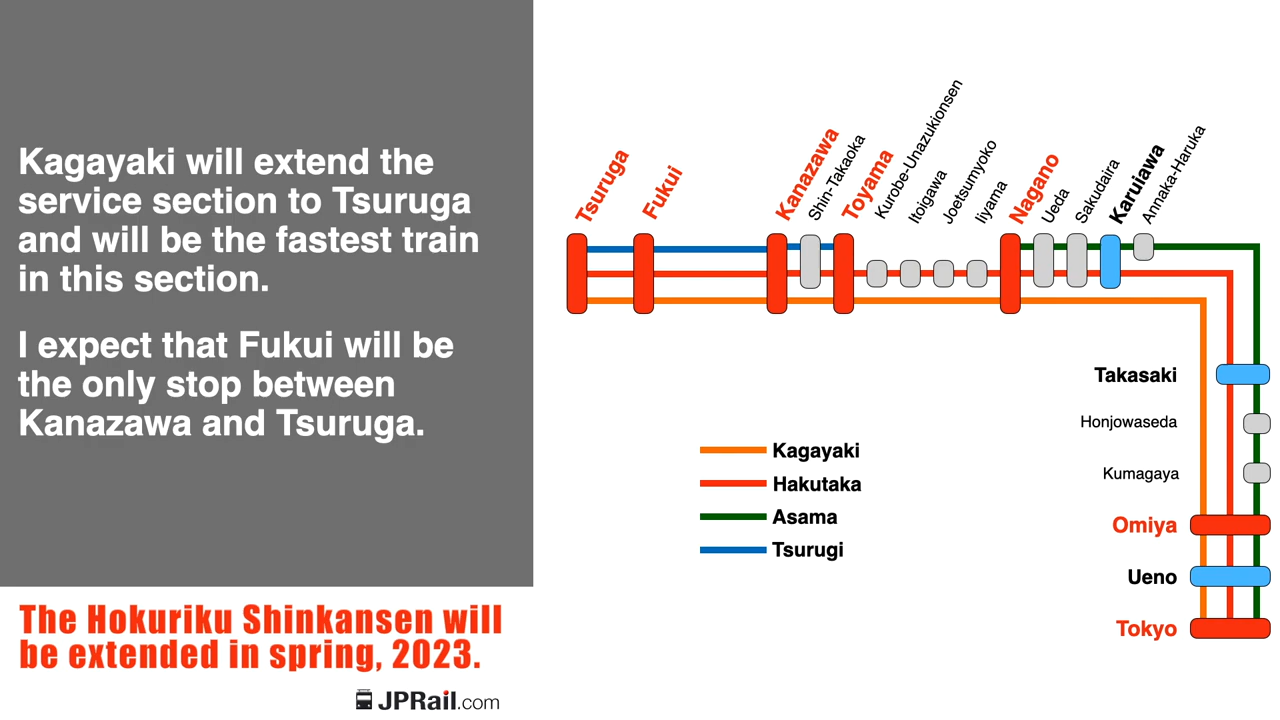 Kagayaki will extend the
service section to Tsuruga
and will be the fastest train
in this section.
I expect that Fukui will be
the only stop between
Kanazawa and Tsuruga.
The Hokuriku Shinkansen will
be extended in spring, 2023.
JPRail.com
Tsuruga
Fukui
Kanazawa
Shin-Takaoka
Toyama
Kurobe-Unazukionsen
Itoigawa
Joetsumyoko
Iiyama
Nagano
Ueda
Sakudaira
Karuiawa
Annaka-Haruka
Takasaki
Honjowaseda
Kumagaya
Omiya
Ueno
Tokyo
Kagayaki
Hakutaka
Asama
Tsurugi